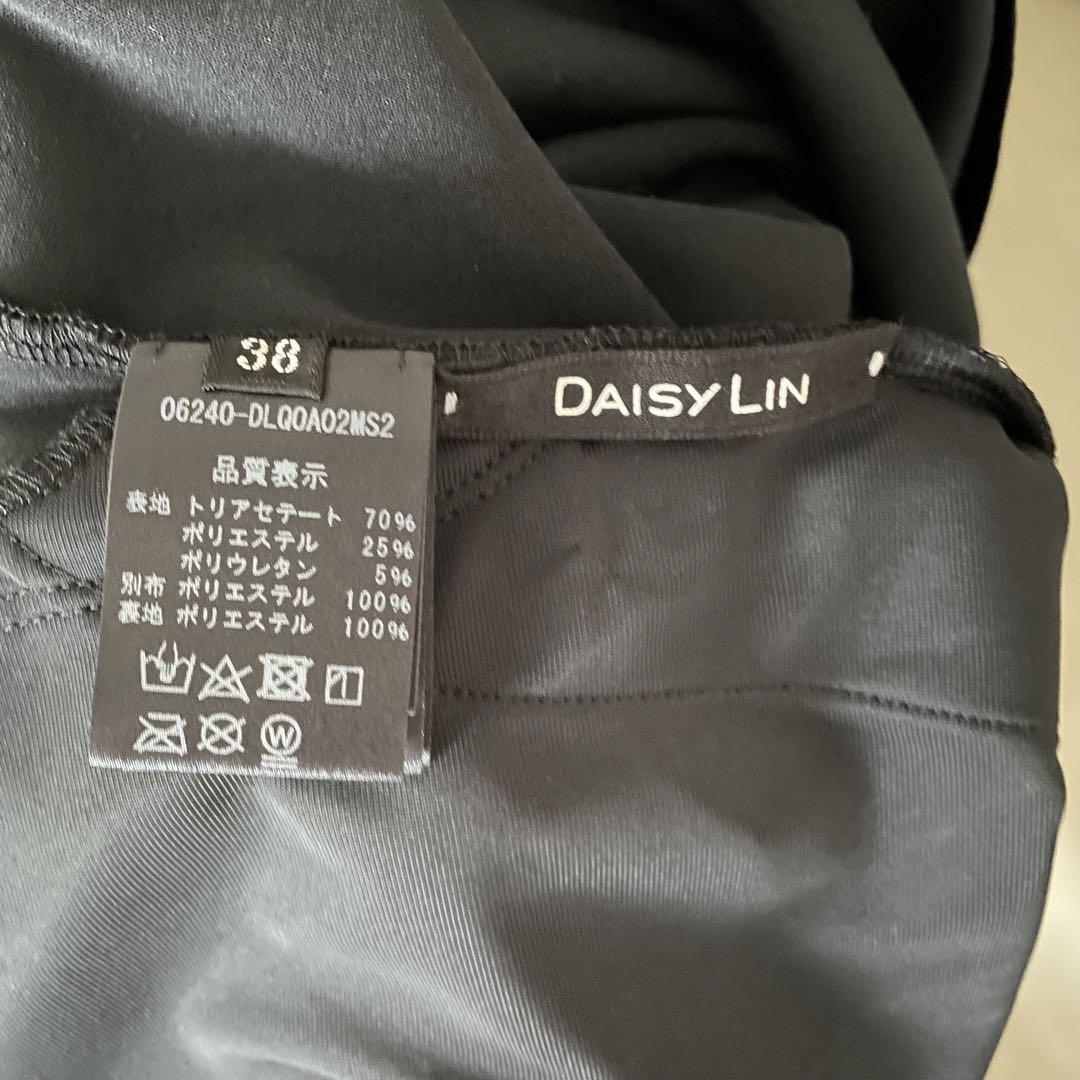 38
DAISY LIN
06240-DLQ0A02MS2
品質表示
表地 トリアセテート 70%
ポリエステル 25%
ポリウレタン 5%
別布 ポリエステル 100%
裏地 ポリエステル 100%
W